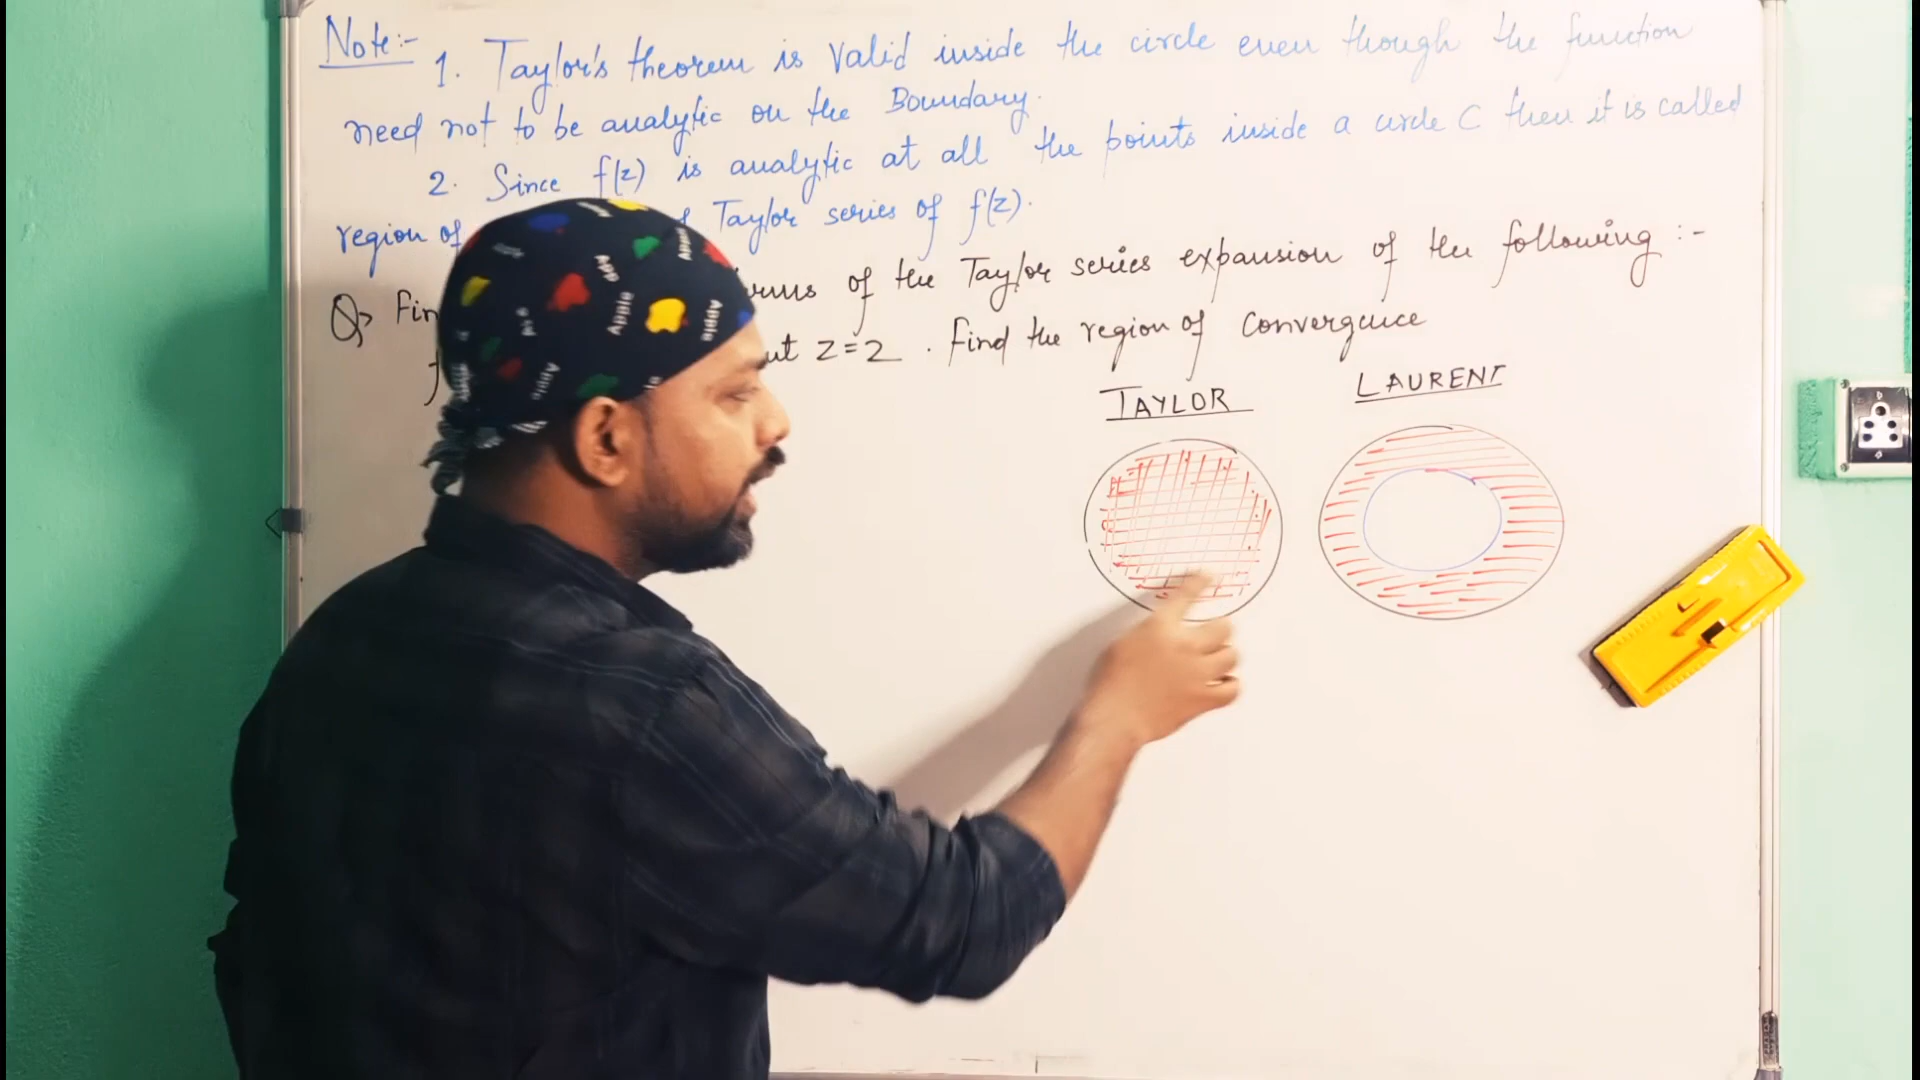 Note:- 1. Taylor's theorem is valid inside the circle even though the function
need not to be analytic on the Boundary.
2. Since f(z) is analytic at all the points inside a circle C then it is called
region of Taylor series of f(z).
Q> Fin of the Taylor series expansion of the following :-
z=2 . find the region of convergence
TAYLOR
LAURENT
Apple
Apple